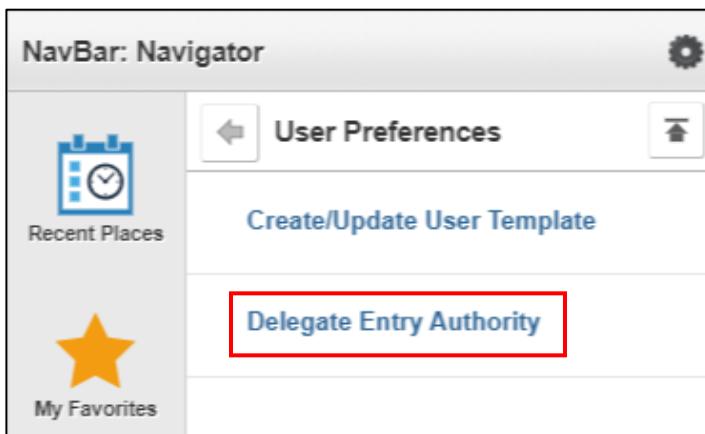 NavBar: Navigator
User Preferences
Recent Places
Create/Update User Template
Delegate Entry Authority
My Favorites